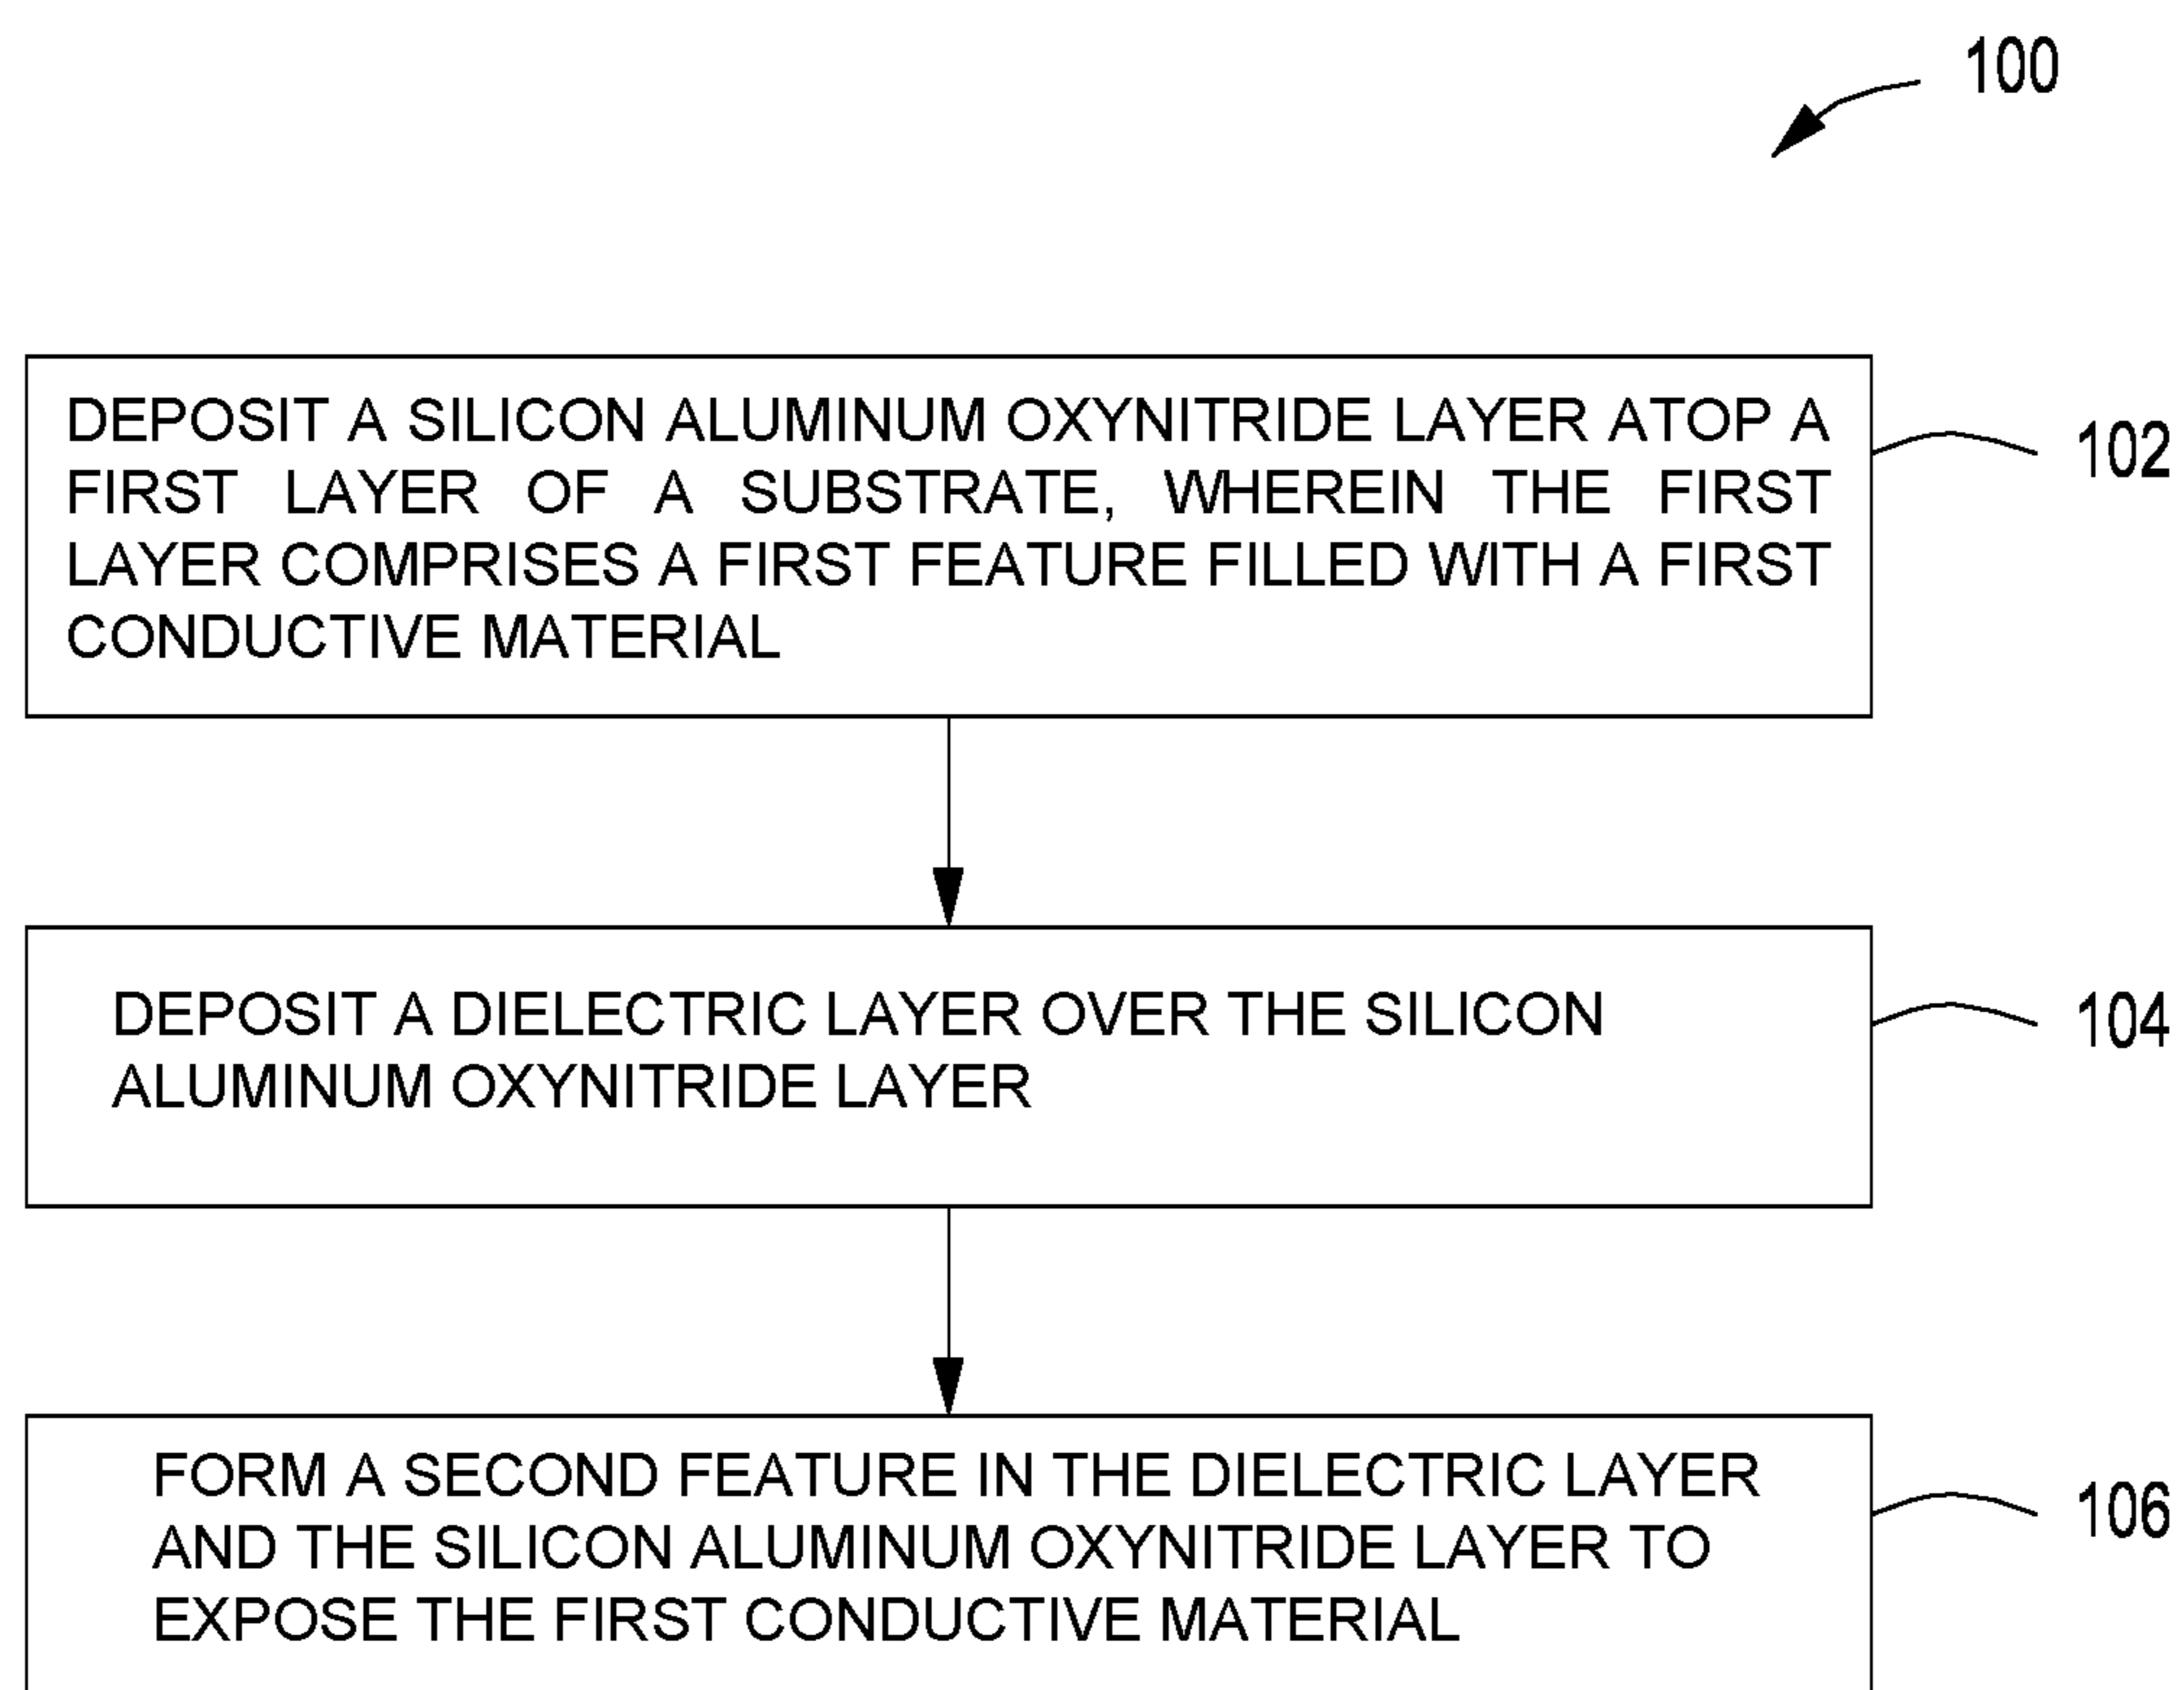 100
DEPOSIT A SILICON ALUMINUM OXYNITRIDE LAYER ATOP A
FIRST LAYER OF A SUBSTRATE, WHEREIN THE FIRST
LAYER COMPRISES A FIRST FEATURE FILLED WITH A FIRST
CONDUCTIVE MATERIAL
102
DEPOSIT A DIELECTRIC LAYER OVER THE SILICON
ALUMINUM OXYNITRIDE LAYER
104
FORM A SECOND FEATURE IN THE DIELECTRIC LAYER
AND THE SILICON ALUMINUM OXYNITRIDE LAYER TO
EXPOSE THE FIRST CONDUCTIVE MATERIAL
106